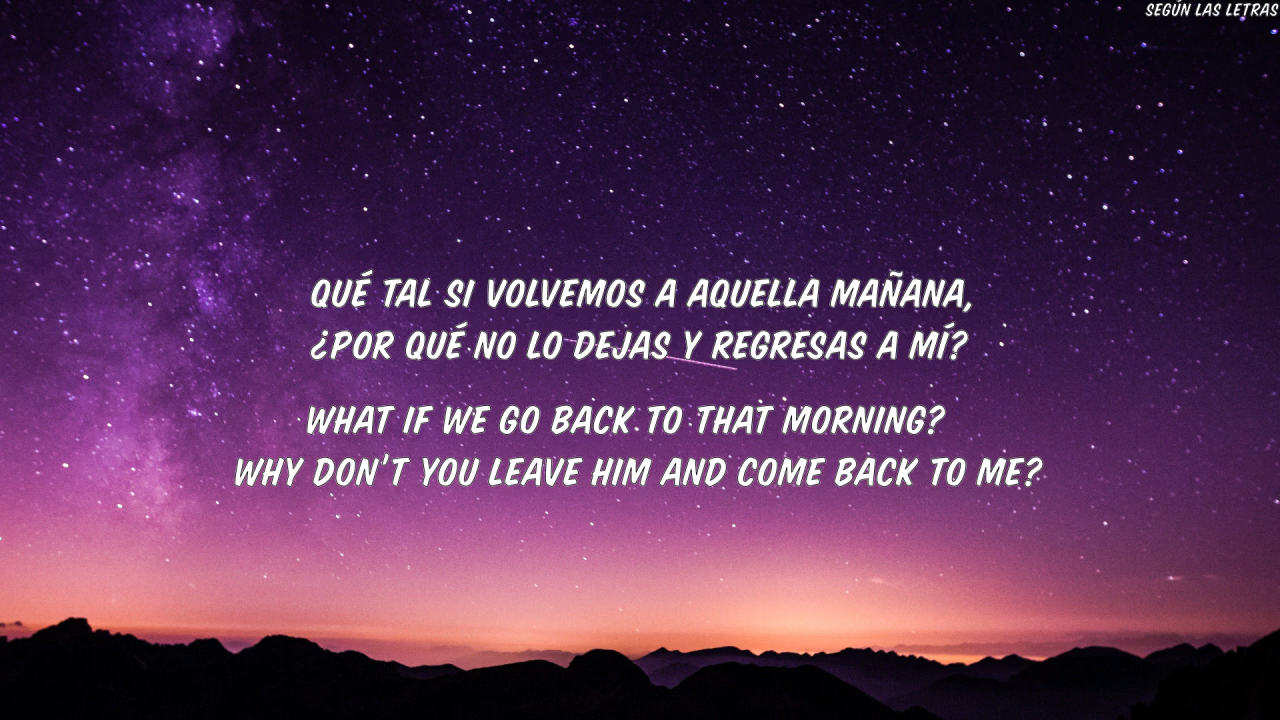 SEGÚN LAS LETRAS
QUÉ TAL SI VOLVEMOS A AQUELLA MAÑANA,
¿POR QUÉ NO LO DEJAS Y REGRESAS A MÍ?
WHAT IF WE GO BACK TO THAT MORNING?
WHY DON'T YOU LEAVE HIM AND COME BACK TO ME?